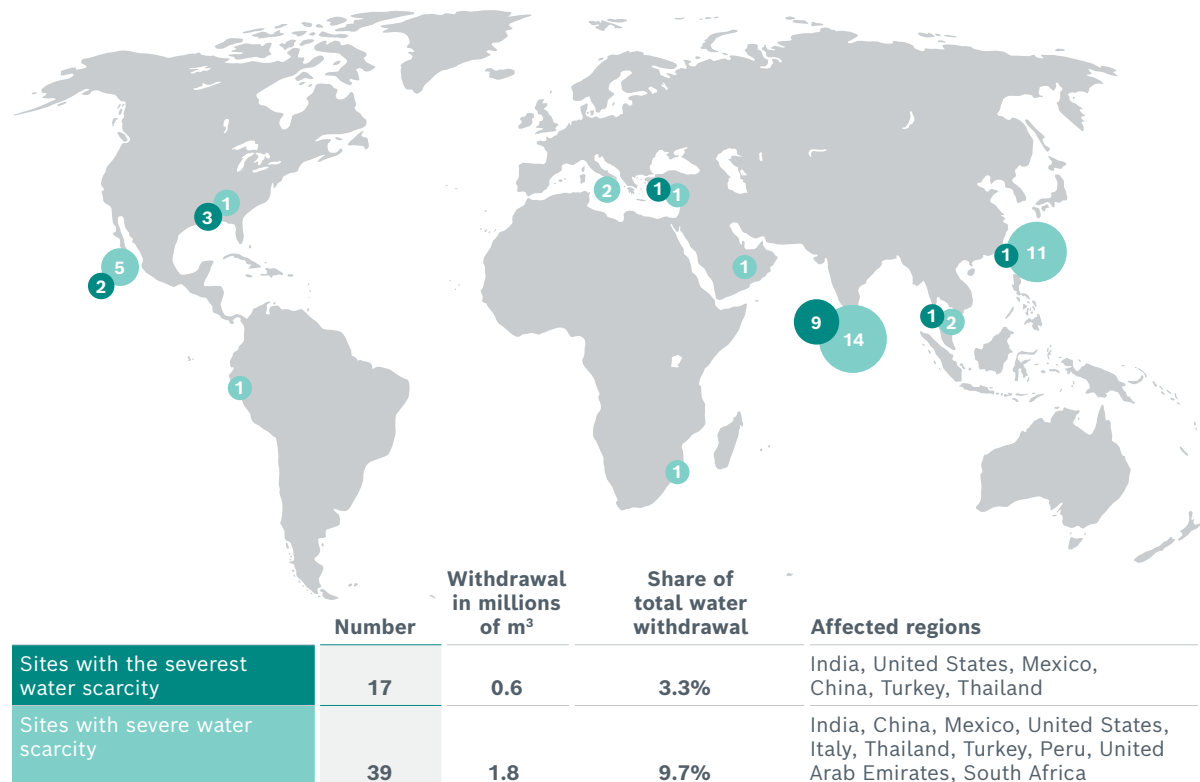 1
3
2
1
1
5
2
1
1
11
9
14
1
2
1
1
Withdrawal
in millions
of m³
Share of
total water
withdrawal
Number
Affected regions
Sites with the severest
water scarcity
17
0.6
3.3%
India, United States, Mexico,
China, Turkey, Thailand
Sites with severe water
scarcity
39
1.8
9.7%
India, China, Mexico, United States,
Italy, Thailand, Turkey, Peru, United
Arab Emirates, South Africa